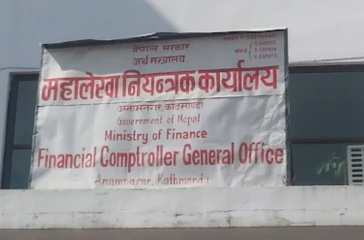 नेपाल सरकार
अर्थ मन्त्रालय
महालेखा नियन्त्रक कार्यालय
अनामनगर, काठमाण्डौ
Government of Nepal
Ministry of Finance
Financial Comptroller General Office
Anamnagar, Kathmandu